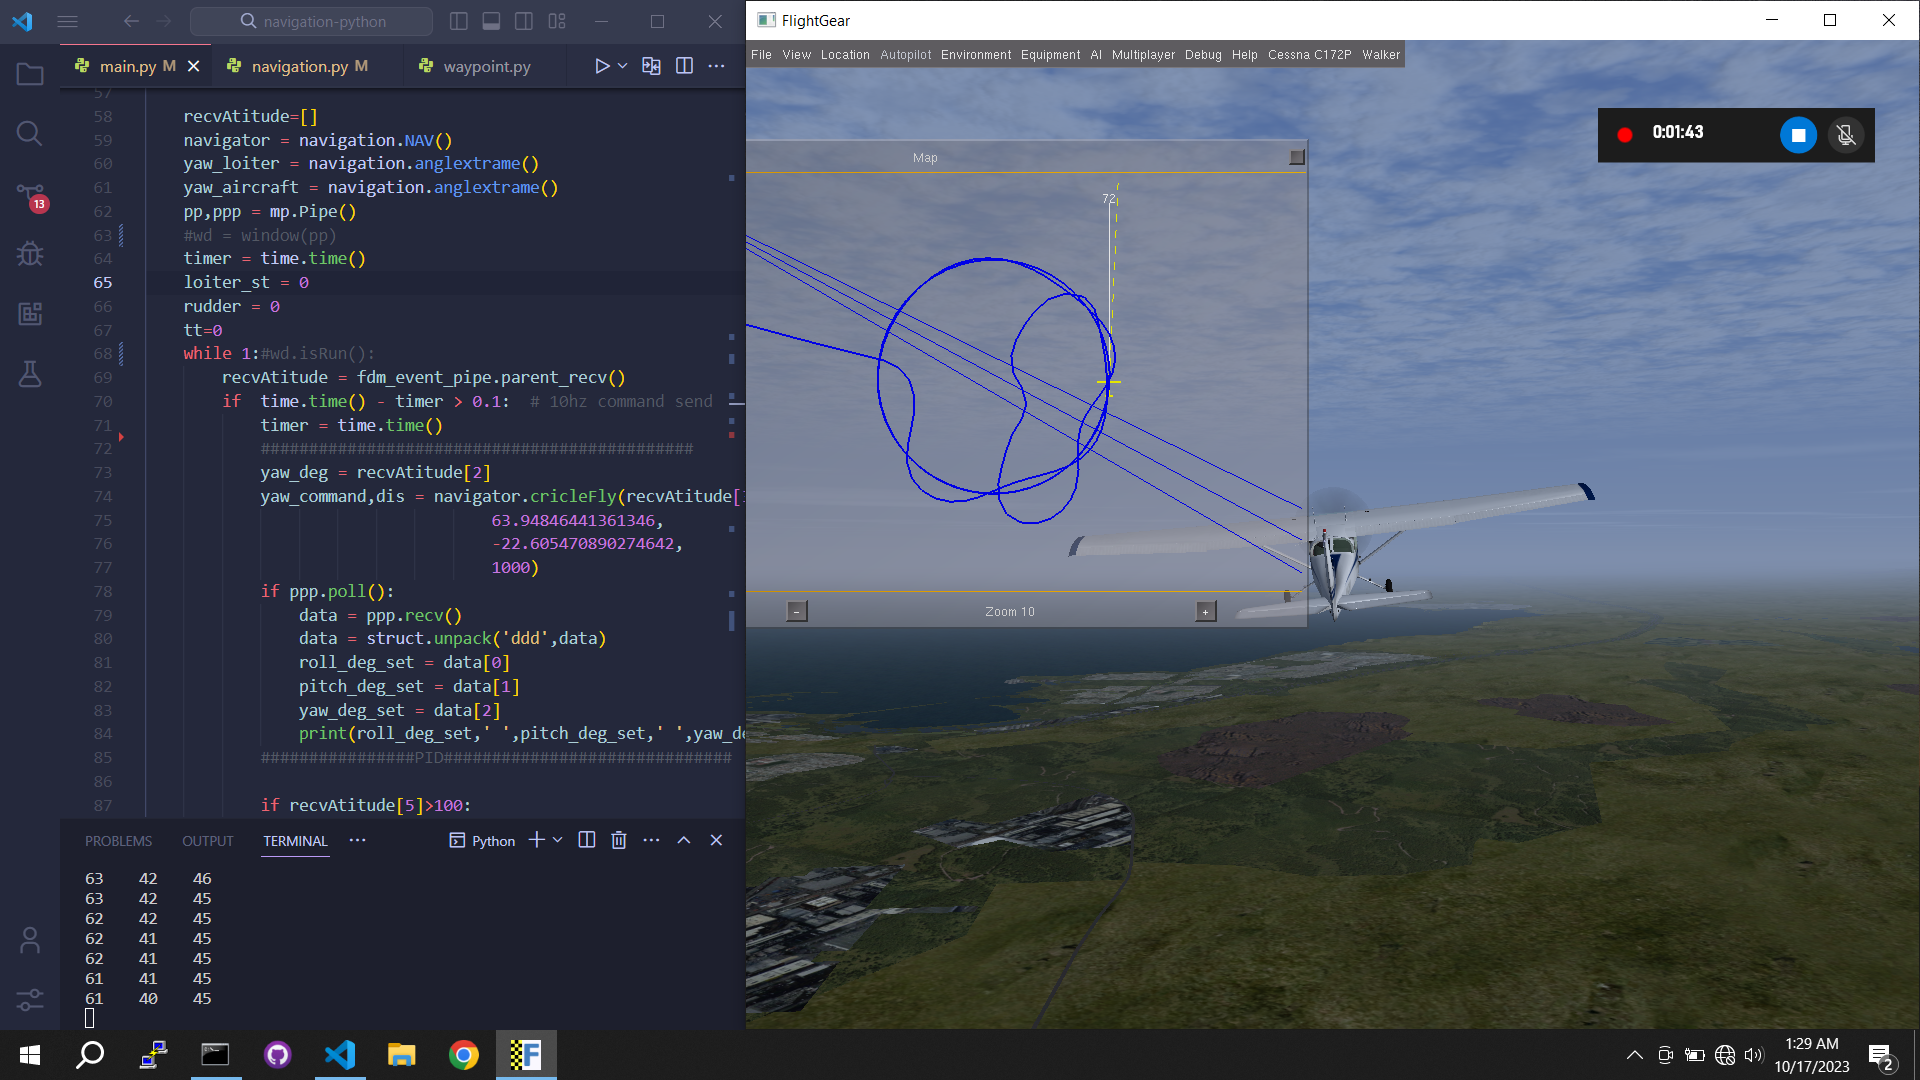 navigation-python
main.py M
navigation.py M
waypoint.py
57
58 recvAtitude=[]
59 navigator = navigation.NAV()
60 yaw_loiter = navigation.anglextrame()
61 yaw_aircraft = navigation.anglextrame()
62 pp,ppp = mp.Pipe()
63 #wd = window(pp)
64 timer = time.time()
65 loiter_st = 0
66 rudder = 0
67 tt=0
68 while 1:#wd.isRun():
69 recvAtitude = fdm_event_pipe.parent_recv()
70 if  time.time() - timer > 0.1:  # 10hz command send
71 timer = time.time()
72 #############################################
73 yaw_deg = recvAtitude[2]
74 yaw_command,dis = navigator.cricleFly(recvAtitude[
75 63.94846441361346,
76 -22.605470890274642,
77 1000)
78 if ppp.poll():
79 data = ppp.recv()
80 data = struct.unpack('ddd',data)
81 roll_deg_set = data[0]
82 pitch_deg_set = data[1]
83 yaw_deg_set = data[2]
84 print(roll_deg_set,' ',pitch_deg_set,' ',yaw_de
85 ################PID##############################
86
87 if recvAtitude[5]>100:
13
PROBLEMS OUTPUT TERMINAL ··· Python
63 42 46
63 42 45
62 42 45
62 41 45
62 41 45
61 41 45
61 40 45
FlightGear
File View Location Autopilot Environment Equipment AI Multiplayer Debug Help Cessna C172P Walker
0:01:43
Map
72
- Zoom 10 +
1:29 AM
10/17/2023
2